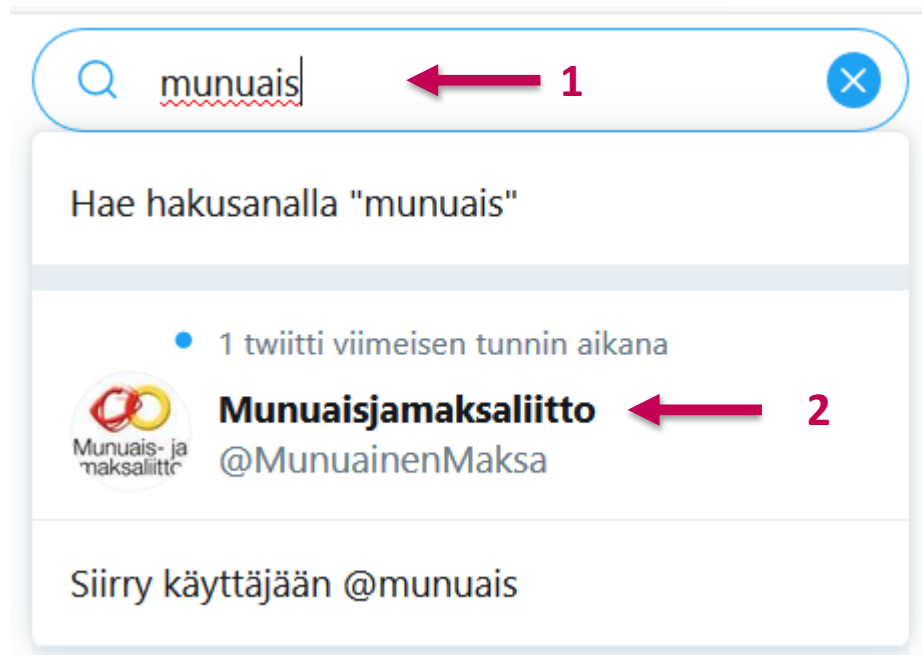 munuais 1
Hae hakusanalla "munuais"
1 twiitti viimeisen tunnin aikana
Munuaisjamaksaliitto 2
@MunuainenMaksa
Munuais- ja
maksaliitto
Siirry käyttäjään @munuais